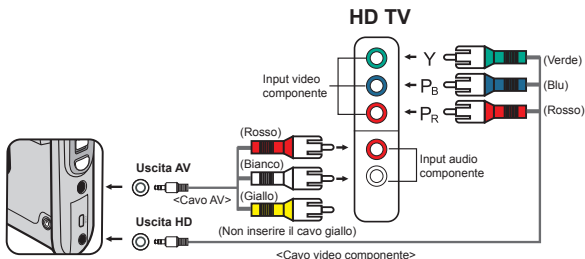 HD TV
Input video
componente
Y
(Verde)
PB
(Blu)
PR
(Rosso)
(Rosso)
Uscita AV
(Bianco)
Input audio
componente
<Cavo AV>
(Giallo)
Uscita HD
(Non inserire il cavo giallo)
<Cavo video componente>